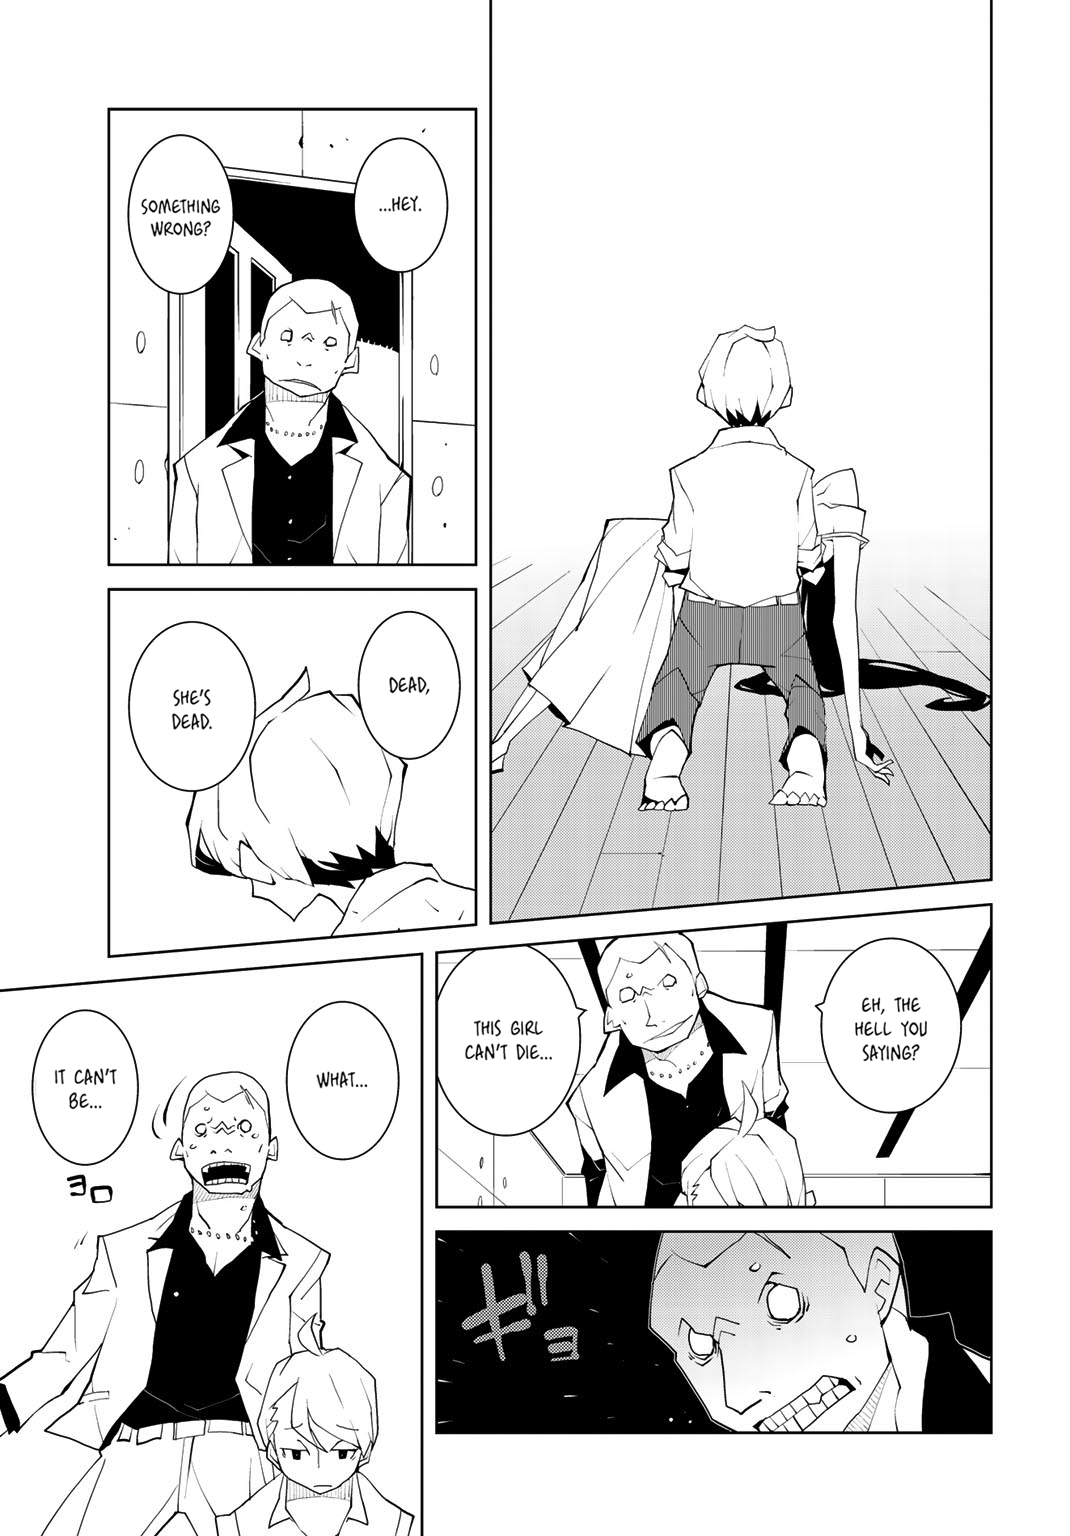 ...HEY.
SOMETHING
WRONG?
DEAD,
SHE'S
DEAD.
EH, THE
HELL YOU
SAYING?
THIS GIRL
CAN'T DIE...
ギョ!!
WHAT...
IT CAN'T
BE...
ヨロ